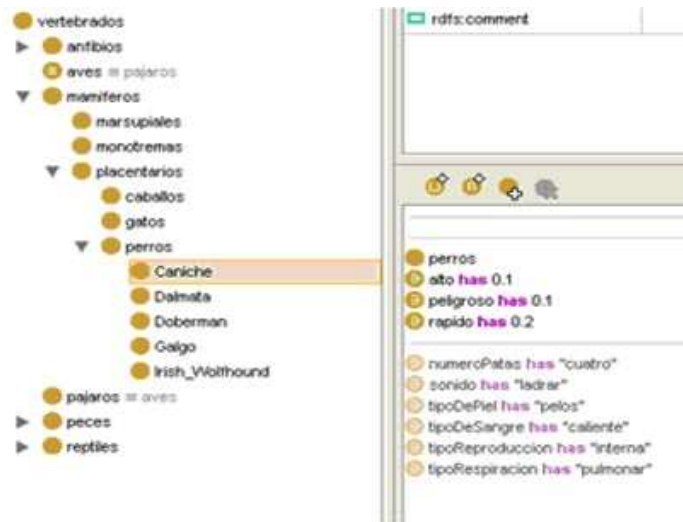 vertebrados
anfibios
aves ≡ pajaros
mamiferos
marsupiales
monotremas
placentarios
caballos
gatos
perros
Caniche
Dalmata
Doberman
Galgo
Irish_Wolfhound
pajaros ≡ aves
peces
reptiles
rdfs:comment
perros
alto has 0.1
peligroso has 0.1
rapido has 0.2
numeroPatas has "cuatro"
sonido has "ladrar"
tipoDePiel has "pelos"
tipoDeSangre has "caliente"
tipoReproduccion has "interna"
tipoRespiracion has "pulmonar"